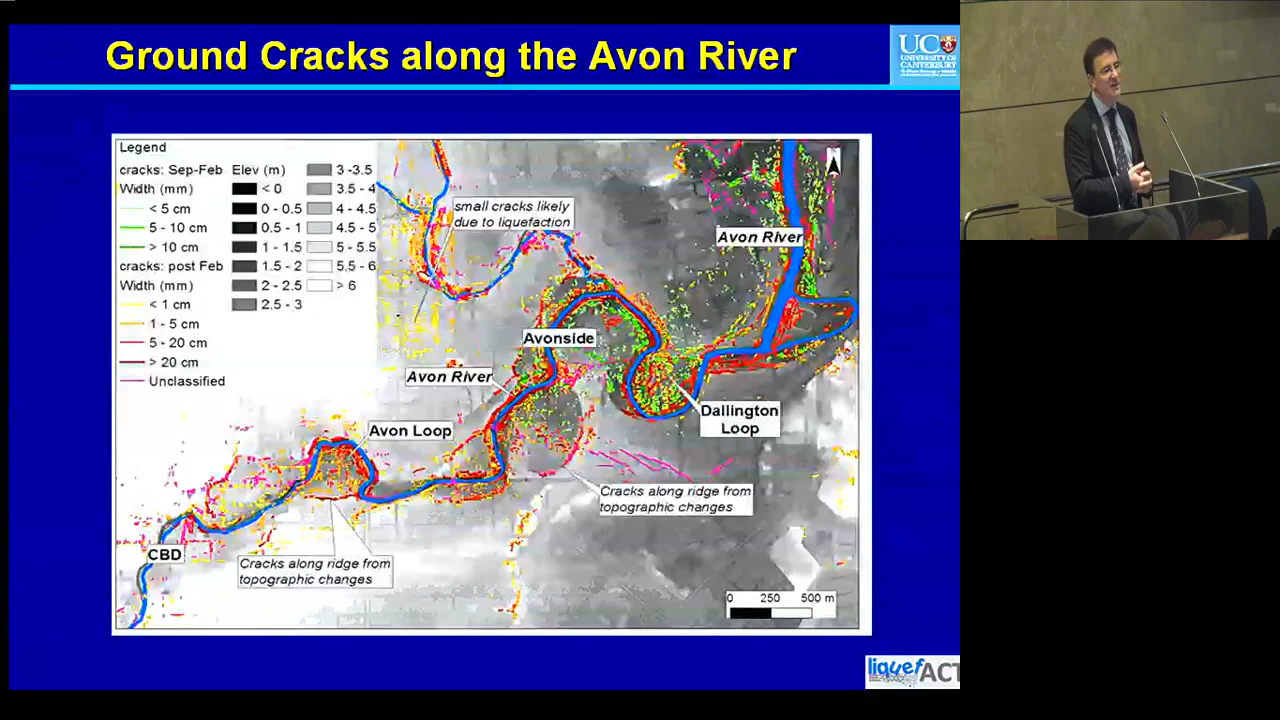 Ground Cracks along the Avon River
UC
UNIVERSITY OF
CANTERBURY
Legend
cracks: Sep-Feb
Width (mm)
< 5 cm
5 - 10 cm
> 10 cm
cracks: post Feb
Width (mm)
< 1 cm
1 - 5 cm
5 - 20 cm
> 20 cm
Unclassified
Elev (m)
< 0
0 - 0.5
0.5 - 1
1 - 1.5
1.5 - 2
2 - 2.5
2.5 - 3
3 -3.5
3.5 - 4
4 - 4.5
4.5 - 5
5 - 5.5
5.5 - 6
> 6
small cracks likely
due to liquefaction
N
Avon River
Avonside
Avon River
Dallington
Loop
Avon Loop
Cracks along ridge from
topographic changes
CBD
Cracks along ridge from
topographic changes
0 250 500 m
liquefACT